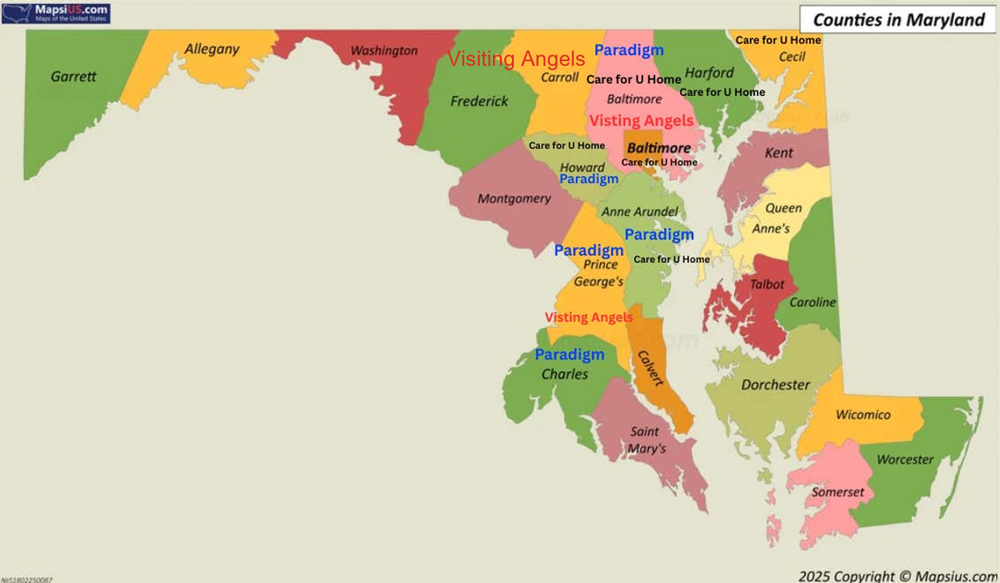 MapsiUS.com
Maps of the United States
Counties in Maryland
Care for U Home
Cecil
Allegany
Washington
Visiting Angels
Paradigm
Garrett
Carroll
Care for U Home
Harford
Care for U Home
Frederick
Baltimore
Visting Angels
Care for U Home
Baltimore
Care for U Home
Kent
Howard
Paradigm
Montgomery
Anne Arundel
Queen
Anne's
Paradigm
Paradigm
Care for U Home
Prince
George's
Talbot
Caroline
Visting Angels
Paradigm
Charles
Calvert
Dorchester
Wicomico
Saint
Mary's
Worcester
Somerset
2025 Copyright © Mapsius.com